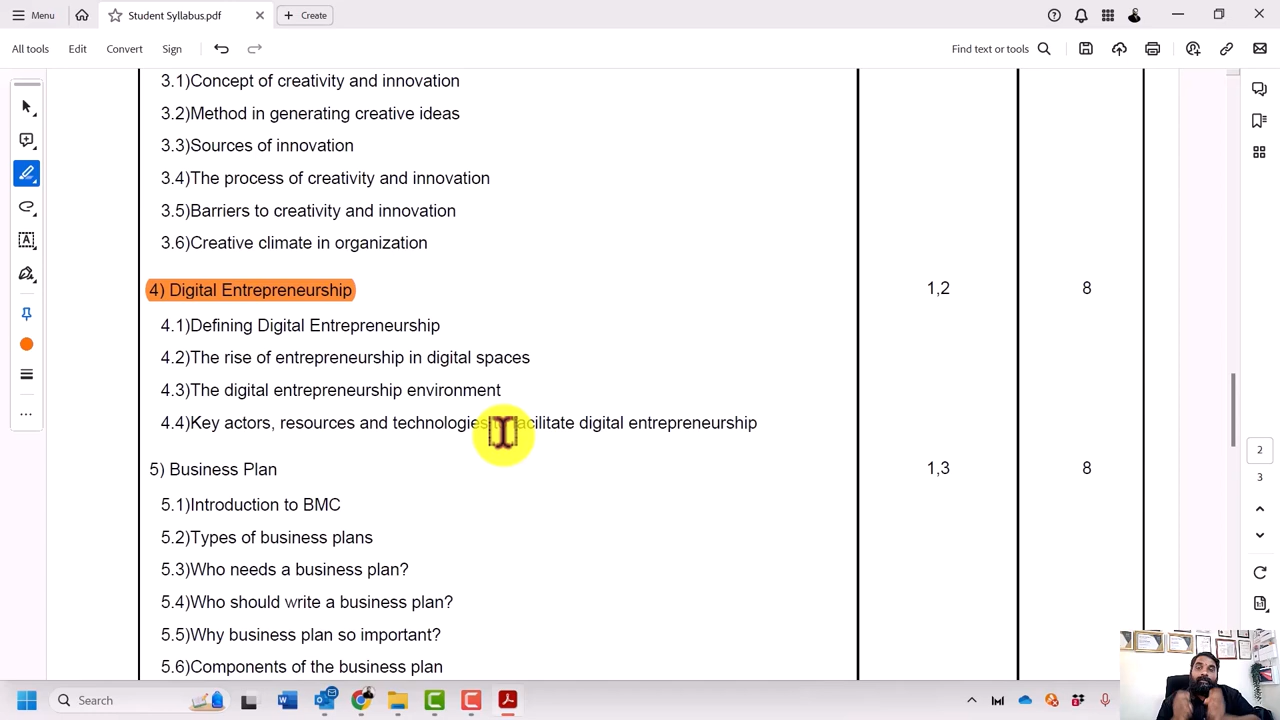 Menu
Student Syllabus.pdf
Create
All tools
Edit
Convert
Sign
Find text or tools
3.1)Concept of creativity and innovation
3.2)Method in generating creative ideas
3.3)Sources of innovation
3.4)The process of creativity and innovation
3.5)Barriers to creativity and innovation
3.6)Creative climate in organization
4) Digital Entrepreneurship 1,2 8
4.1)Defining Digital Entrepreneurship
4.2)The rise of entrepreneurship in digital spaces
4.3)The digital entrepreneurship environment
4.4)Key actors, resources and technologies facilitate digital entrepreneurship
5) Business Plan 1,3 8
5.1)Introduction to BMC
5.2)Types of business plans
5.3)Who needs a business plan?
5.4)Who should write a business plan?
5.5)Why business plan so important?
5.6)Components of the business plan
2
3
Search